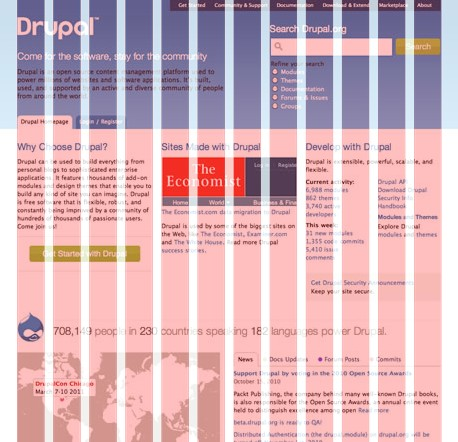 Get Started Community & Support Documentation Download & Extend Marketplace About
Drupal™
Search Drupal.org
Search
Come for the software, stay for the community
Drupal is an open source content management platform used to
power millions of websites and software applications. It's built,
used, and supported by an active and diverse community of people
from around the world.
Refine your search
Modules
Themes
Documentation
Forums & Issues
Groups
Drupal Homepage Login / Register
Why Choose Drupal?
Drupal can be used to build everything from
personal blogs to sophisticated enterprise
applications. It features thousands of add-on
modules and design themes that enable you to
build any kind of site you can imagine. Drupal
is free software that is flexible, robust, and
constantly being improved by a community of
hundreds of thousands of passionate users.
Come join us!
Get Started with Drupal
Sites Made with Drupal
The
Economist
Log in Register
Home World Business & Fina
The Economist.com data migration to Drupal
Drupal is used by some of the biggest sites on
the Web, like The Economist, Examiner.com
and The White House. Read more Drupal
success stories.
Develop with Drupal
Drupal is extensible, powerful, scalable, and
flexible.
Current activity:
6,988 modules
862 themes
3,740 active
developers
This week:
31 new modules
1,355 code commits
5,410 issue
comments
Drupal API
Download Drupal
Security Info
Handbook
Modules and Themes
Explore Drupal
modules and themes
Get Drupal Security Announcements
Keep your site secure.
708,149 people in 230 countries speaking 182 languages power Drupal.
DrupalCon Chicago
March 7-10 2011
News Docs Updates Forum Posts Commits
Support Drupal by voting in the 2010 Open Source Awards
October 15, 2010
Packt Publishing, the company behind many well-known Drupal books,
is also responsible for the Open Source Awards, an annual online event
held to distinguish excellence among open Read more
beta.drupal.org is ready to QA!
Distributed authentication (the drupal module) on drupal.org will be